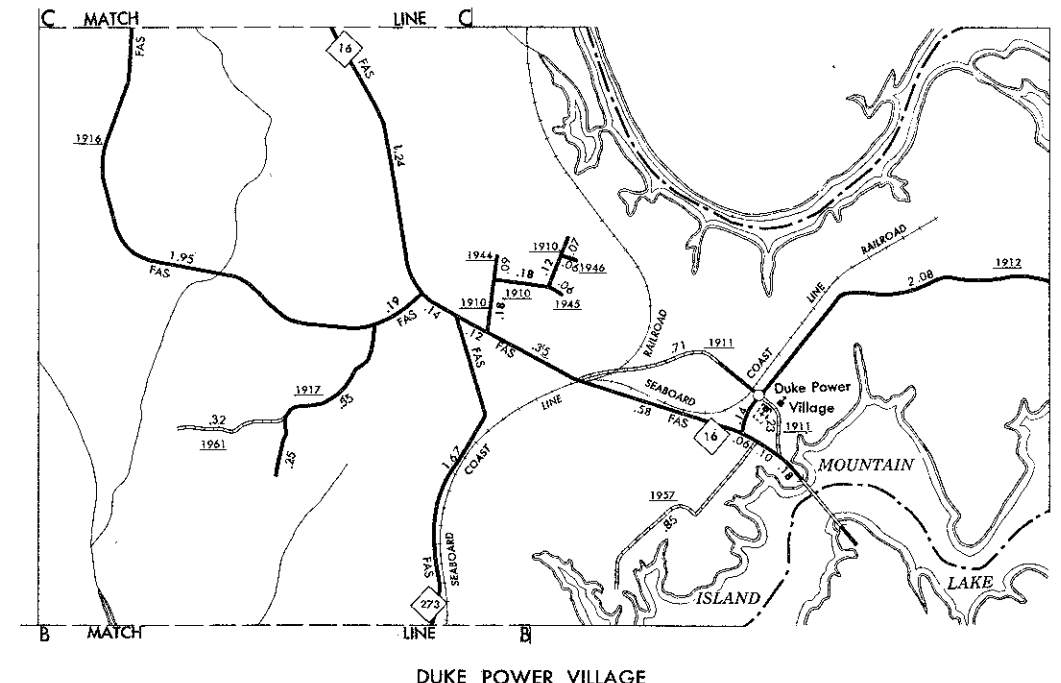 C MATCH LINE C
FAS
16
FAS
1916
1.24
1.95
FAS
.19
FAS
.14
1944
.09
.18
1910
1910
.18
.12
1910
.07
.06
1946
.06
1945
.12
FAS
.35
FAS
RAILROAD
LINE
COAST
2.08
1912
RAILROAD
.71
1911
SEABOARD
.58
FAS
16
Duke Power
Village
.14
.23
1911
.06
.10
.18
1917
.55
.32
1961
.25
LINE
COAST
SEABOARD
1.67
FAS
273
1957
.85
MOUNTAIN
ISLAND
LAKE
B MATCH LINE B
DUKE POWER VILLAGE